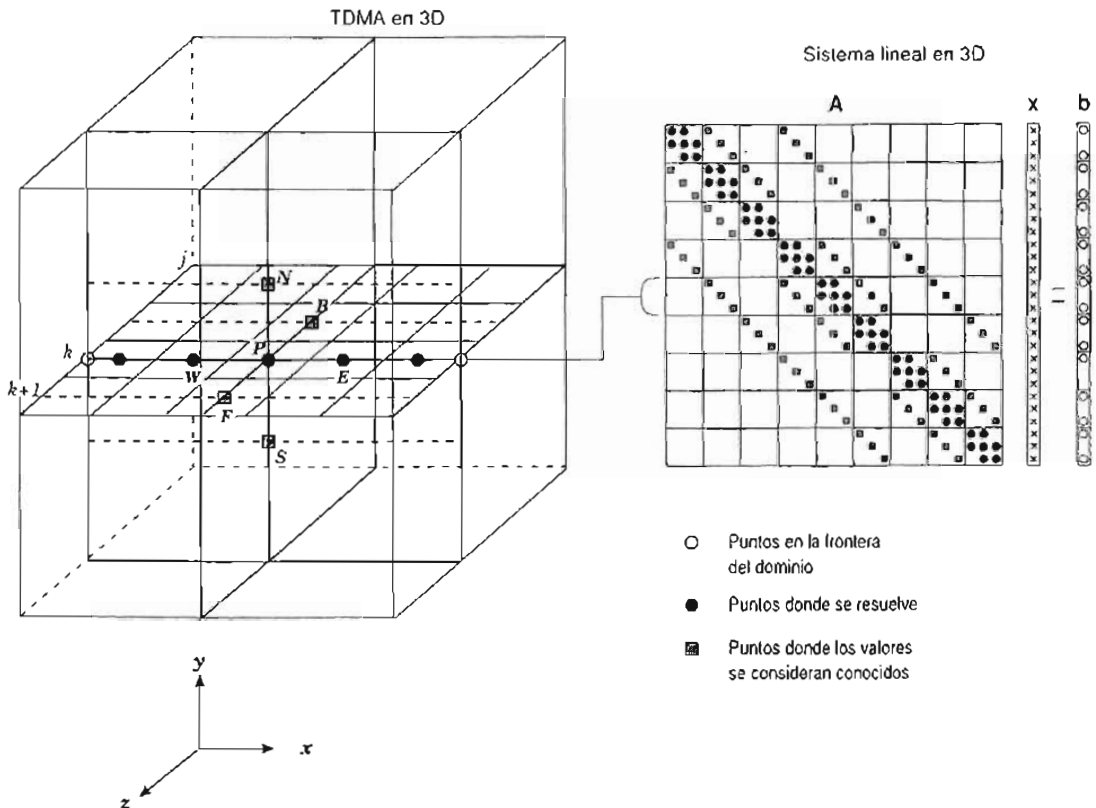 TDMA en 3D
Sistema lineal en 3D
A x b
=
j
N
B
k
P
W
E
k+1
F
S
Puntos en la frontera
del dominio
Puntos donde se resuelve
Puntos donde los valores
se consideran conocidos
y
x
z